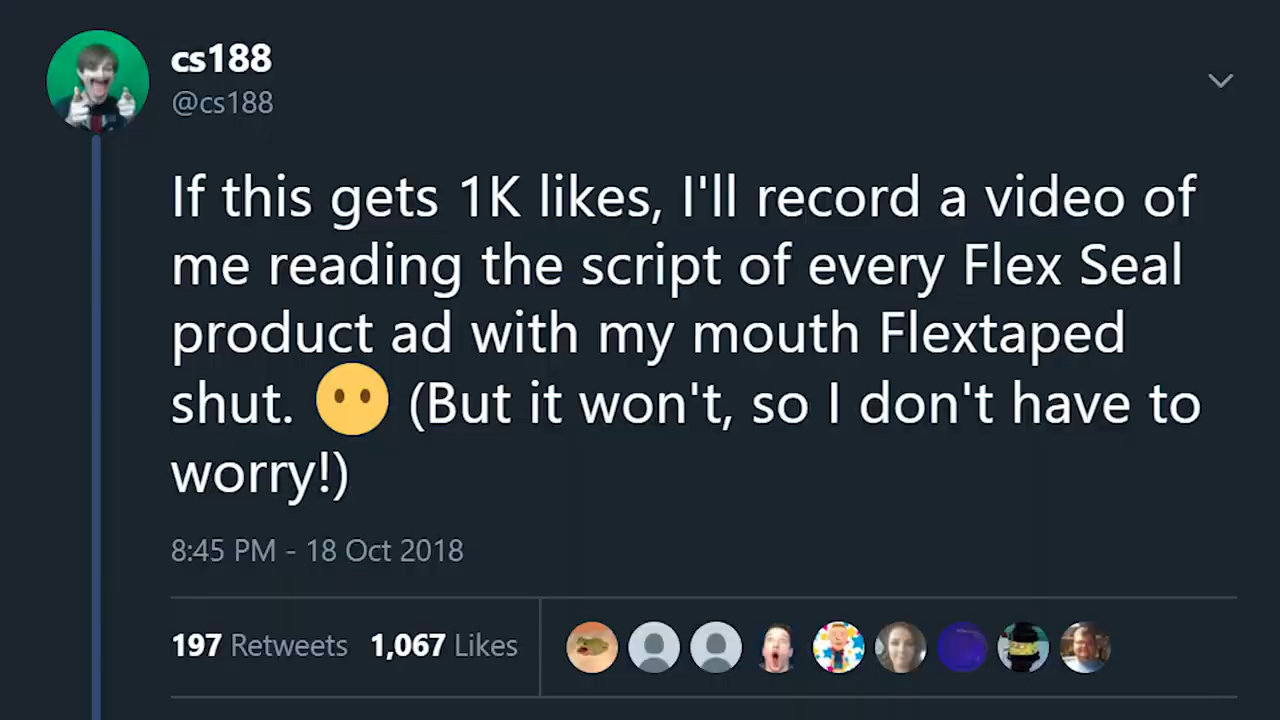 cs188
@cs188
If this gets 1K likes, I'll record a video of
me reading the script of every Flex Seal
product ad with my mouth Flextaped
shut. 😶 (But it won't, so I don't have to
worry!)
8:45 PM - 18 Oct 2018
197 Retweets 1,067 Likes